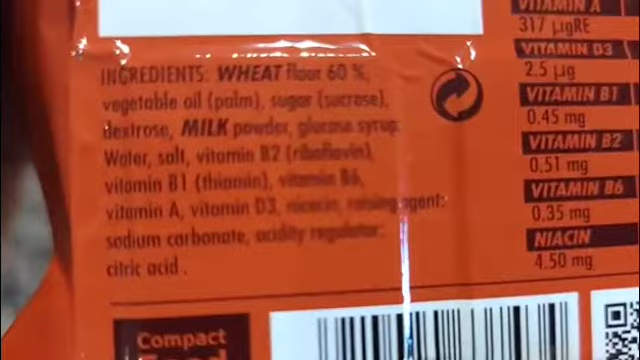 INGREDIENTS: WHEAT flour 60 %,
vegetable oil (palm), sugar (sucrose),
dextrose, MILK powder, glucose syrup,
Water, salt, vitamin B2 (riboflavin),
vitamin B1 (thiamin), vitamin B6,
vitamin A, vitamin D3, niacin, raising agent:
sodium carbonate, acidity regulator:
citric acid.
VITAMIN A
317 µgRE
VITAMIN D3
2.5 µg
VITAMIN B1
0.45 mg
VITAMIN B2
0.51 mg
VITAMIN B6
0.35 mg
NIACIN
4.50 mg
Compact
Food